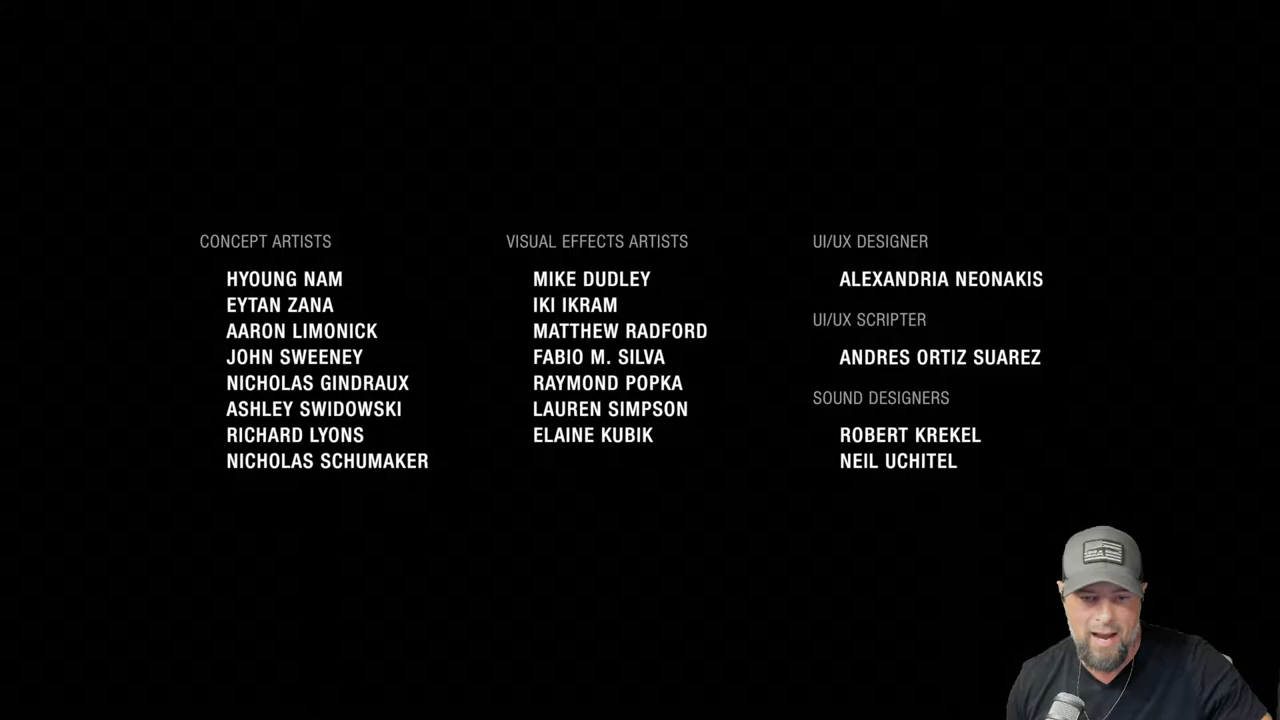 CONCEPT ARTISTS
HYOUNG NAM
EYTAN ZANA
AARON LIMONICK
JOHN SWEENEY
NICHOLAS GINDRAUX
ASHLEY SWIDOWSKI
RICHARD LYONS
NICHOLAS SCHUMAKER
VISUAL EFFECTS ARTISTS
MIKE DUDLEY
IKI IKRAM
MATTHEW RADFORD
FABIO M. SILVA
RAYMOND POPKA
LAUREN SIMPSON
ELAINE KUBIK
UI/UX DESIGNER
ALEXANDRIA NEONAKIS
UI/UX SCRIPTER
ANDRES ORTIZ SUAREZ
SOUND DESIGNERS
ROBERT KREKEL
NEIL UCHITEL